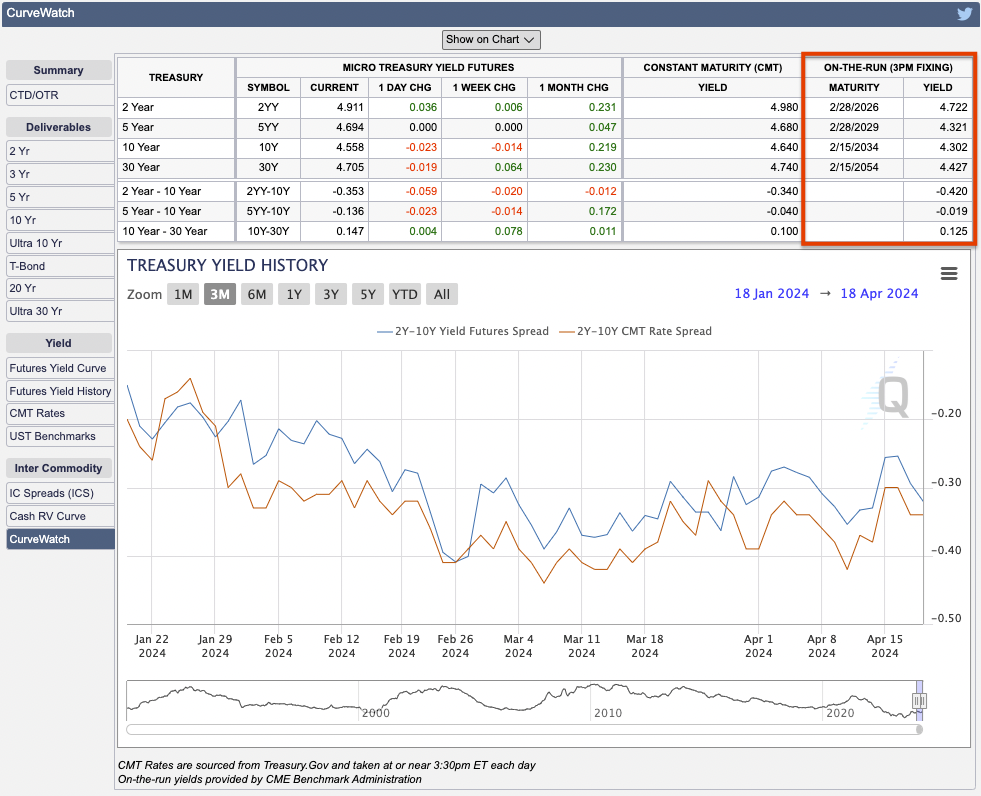 CurveWatch
Show on Chart
Summary
CTD/OTR
Deliverables
2 Yr
3 Yr
5 Yr
10 Yr
Ultra 10 Yr
T-Bond
20 Yr
Ultra 30 Yr
Yield
Futures Yield Curve
Futures Yield History
CMT Rates
UST Benchmarks
Inter Commodity
IC Spreads (ICS)
Cash RV Curve
CurveWatch
TREASURY MICRO TREASURY YIELD FUTURES CONSTANT MATURITY (CMT) ON-THE-RUN (3PM FIXING)
SYMBOL CURRENT 1 DAY CHG 1 WEEK CHG 1 MONTH CHG YIELD MATURITY YIELD
2 Year 2YY 4.911 0.036 0.006 0.231 4.980 2/28/2026 4.722
5 Year 5YY 4.694 0.000 0.000 0.047 4.680 2/28/2029 4.321
10 Year 10Y 4.558 -0.023 -0.014 0.219 4.640 2/15/2034 4.302
30 Year 30Y 4.705 -0.019 0.064 0.230 4.740 2/15/2054 4.427
2 Year - 10 Year 2YY-10Y -0.353 -0.059 -0.020 -0.012 -0.340 -0.420
5 Year - 10 Year 5YY-10Y -0.136 -0.023 -0.014 0.172 -0.040 -0.019
10 Year - 30 Year 10Y-30Y 0.147 0.004 0.078 0.011 0.100 0.125
TREASURY YIELD HISTORY
Zoom 1M 3M 6M 1Y 3Y 5Y YTD All 18 Jan 2024 → 18 Apr 2024
2Y-10Y Yield Futures Spread 2Y-10Y CMT Rate Spread
Q
-0.20
-0.30
-0.40
-0.50
Jan 22 2024
Jan 29 2024
Feb 5 2024
Feb 12 2024
Feb 19 2024
Feb 26 2024
Mar 4 2024
Mar 11 2024
Mar 18 2024
Apr 1 2024
Apr 8 2024
Apr 15 2024
2000 2010 2020
CMT Rates are sourced from Treasury.Gov and taken at or near 3:30pm ET each day
On-the-run yields provided by CME Benchmark Administration